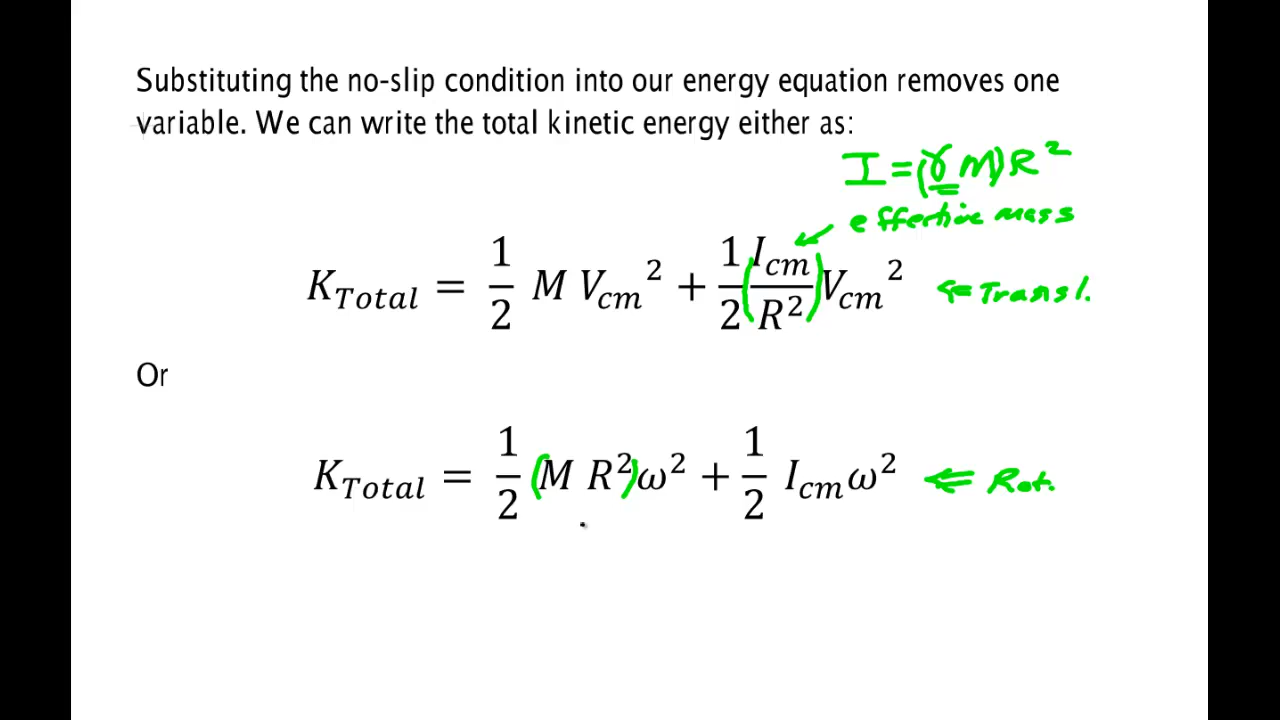 Substituting the no-slip condition into our energy equation removes one
variable. We can write the total kinetic energy either as:
I = (γ M) R²
effective mass
K_Total = 1/2 M V_cm² + 1/2 (I_cm/R²) V_cm² ⇐ Transl.
Or
K_Total = 1/2 (M R²) ω² + 1/2 I_cm ω² ⇐ Rot.